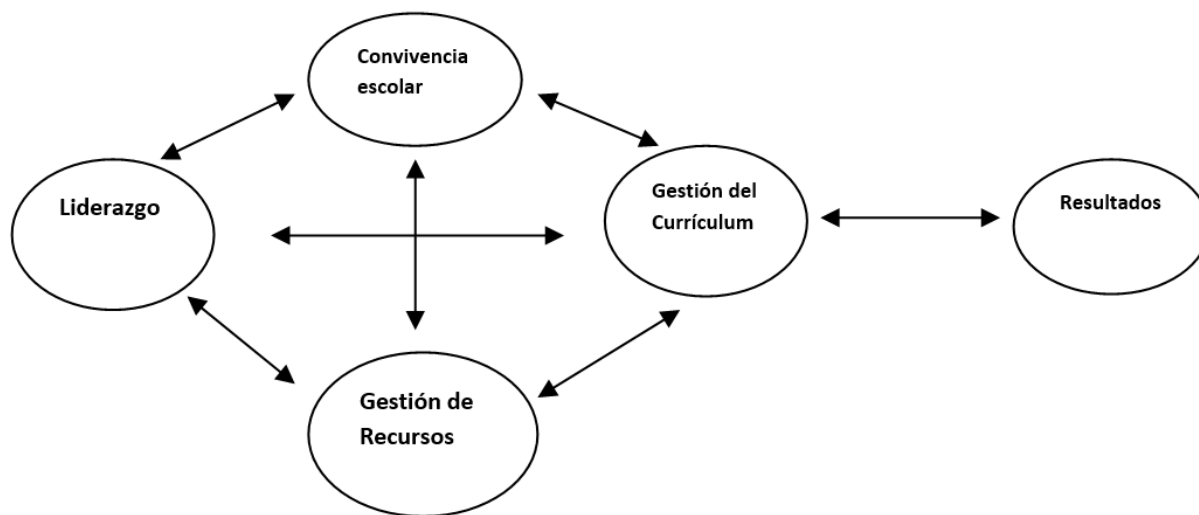 Convivencia
escolar
Liderazgo
Gestión del
Currículum
Resultados
Gestión de
Recursos